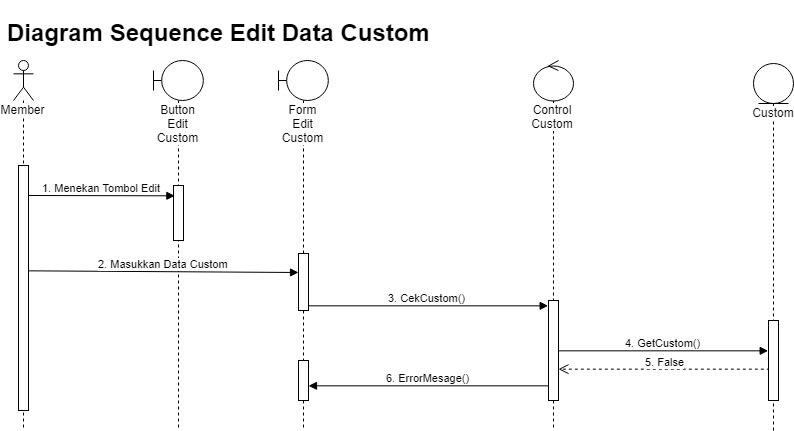 Diagram Sequence Edit Data Custom
Member
Button
Edit
Custom
Form
Edit
Custom
Control
Custom
Custom
1. Menekan Tombol Edit
2. Masukkan Data Custom
3. CekCustom()
4. GetCustom()
5. False
6. ErrorMesage()